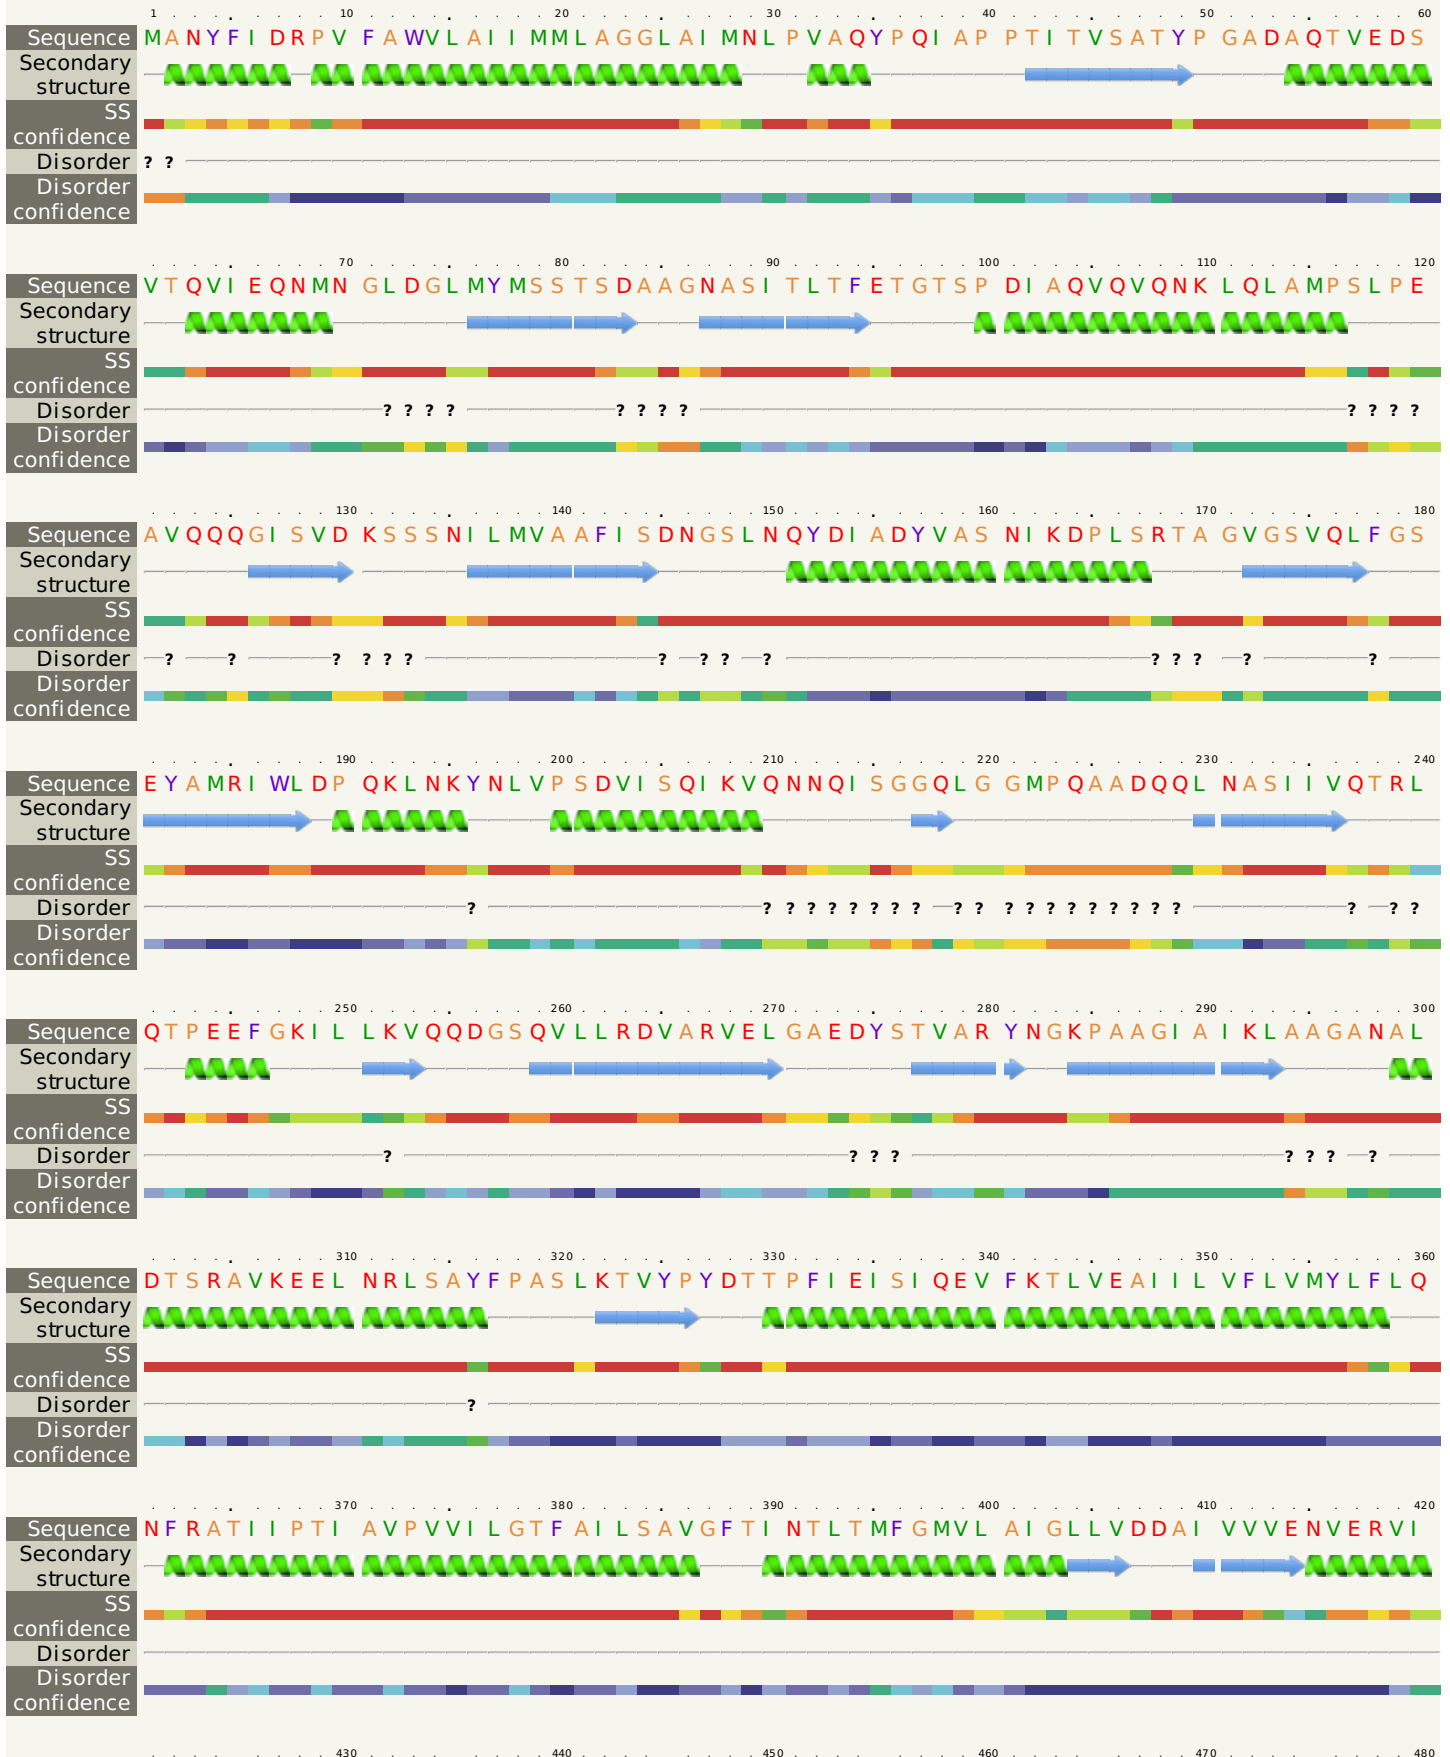 1 10 20 30 40 50 60
Sequence MANYFIDRPV FAWVLAIIMMLAGGLAIMNLPVAQYPQIAPPTITVSATYPGADAQTVEDS
Secondary
structure
SS
confidence
Disorder ? ?
Disorder
confidence
70 80 90 100 110 120
Sequence VTQVIEQNMNGLDGLMYMSSTSDAAGNASITLTFETGTSPDIAQVQVQNKLQLAMPSLPE
Secondary
structure
SS
confidence
Disorder ? ? ? ? ? ? ? ? ? ? ? ?
Disorder
confidence
130 140 150 160 170 180
Sequence AVQQQGISVDKSSSNILMVAAFISDNGSLNQYDIADYVASNIKDPLSRTAGVGSVQLFGS
Secondary
structure
SS
confidence
Disorder ? ? ? ? ? ? ? ? ? ? ? ? ? ? ?
Disorder
confidence
190 200 210 220 230 240
Sequence EYAMRIWLDPQKLNKYNLVPSDVISQIKVQNNQISGGQLGGMPQAADQQLNASIIVQTRL
Secondary
structure
SS
confidence
Disorder ? ? ? ? ? ? ? ? ? ? ? ? ? ? ? ? ? ? ? ? ? ? ?
Disorder
confidence
250 260 270 280 290 300
Sequence QTPEEFGKILLKVQQDGSQVLLRDVARVELGAEDYSTVARYNGKPAAGIAIKLAAGANAL
Secondary
structure
SS
confidence
Disorder ? ? ? ? ? ? ? ?
Disorder
confidence
310 320 330 340 350 360
Sequence DTSRAVKEELNRLSAYFPASLKTVYPYDTTPFIEISIQEVFKTLVEAIILVFLVMYLFLQ
Secondary
structure
SS
confidence
Disorder ?
Disorder
confidence
370 380 390 400 410 420
Sequence NFRATIIPTIAVPVVILGTFAILSAVGFTINTLTMFGMVLAIGLLVDDAIVVVENVERVI
Secondary
structure
SS
confidence
Disorder
Disorder
confidence
430 440 450 460 470 480